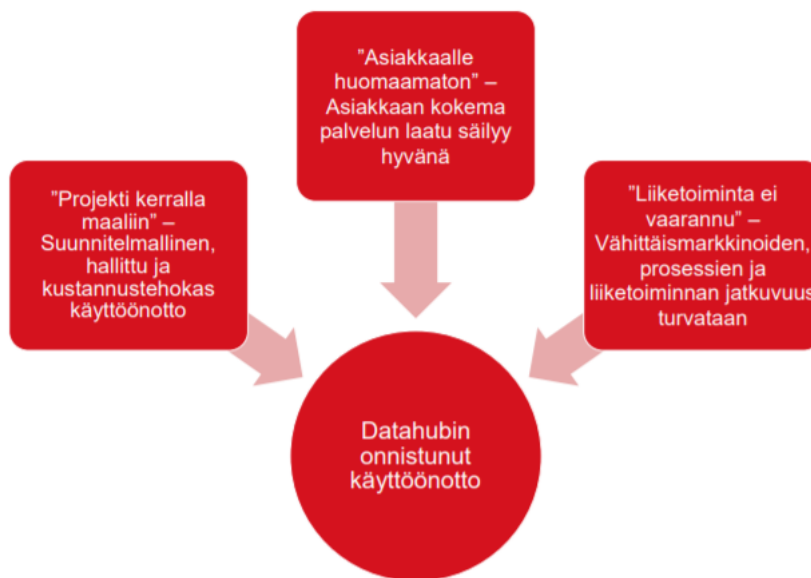 ”Asiakkaalle
huomaamaton” –
Asiakkaan kokema
palvelun laatu säilyy
hyvänä
”Projekti kerralla
maaliin” –
Suunnitelmallinen,
hallittu ja
kustannustehokas
käyttöönotto
”Liiketoiminta ei
vaarannu” –
Vähittäismarkkinoiden,
prosessien ja
liiketoiminnan jatkuvuus
turvataan
Datahubin
onnistunut
käyttöönotto